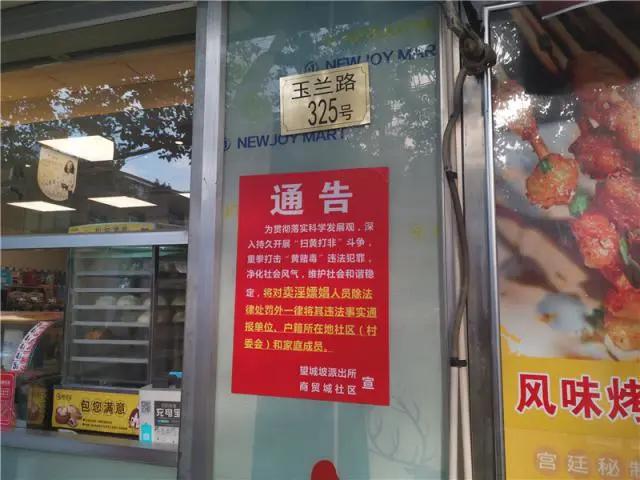 NEWJOY MART
玉兰路
325号
NEWJOY MART
通告
为贯彻落实科学发展观，深
入持久开展“扫黄打非”斗争，
重拳打击“黄赌毒”违法犯罪，
净化社会风气，维护社会和谐稳
定，将对卖淫嫖娼人员除法
律处罚外一律将其违法事实通
报单位、户籍所在地社区（村
委会）和家庭成员。
望城坡派出所
商贸城社区
宣
包您满意
充电宝
风味烤
宫廷秘制